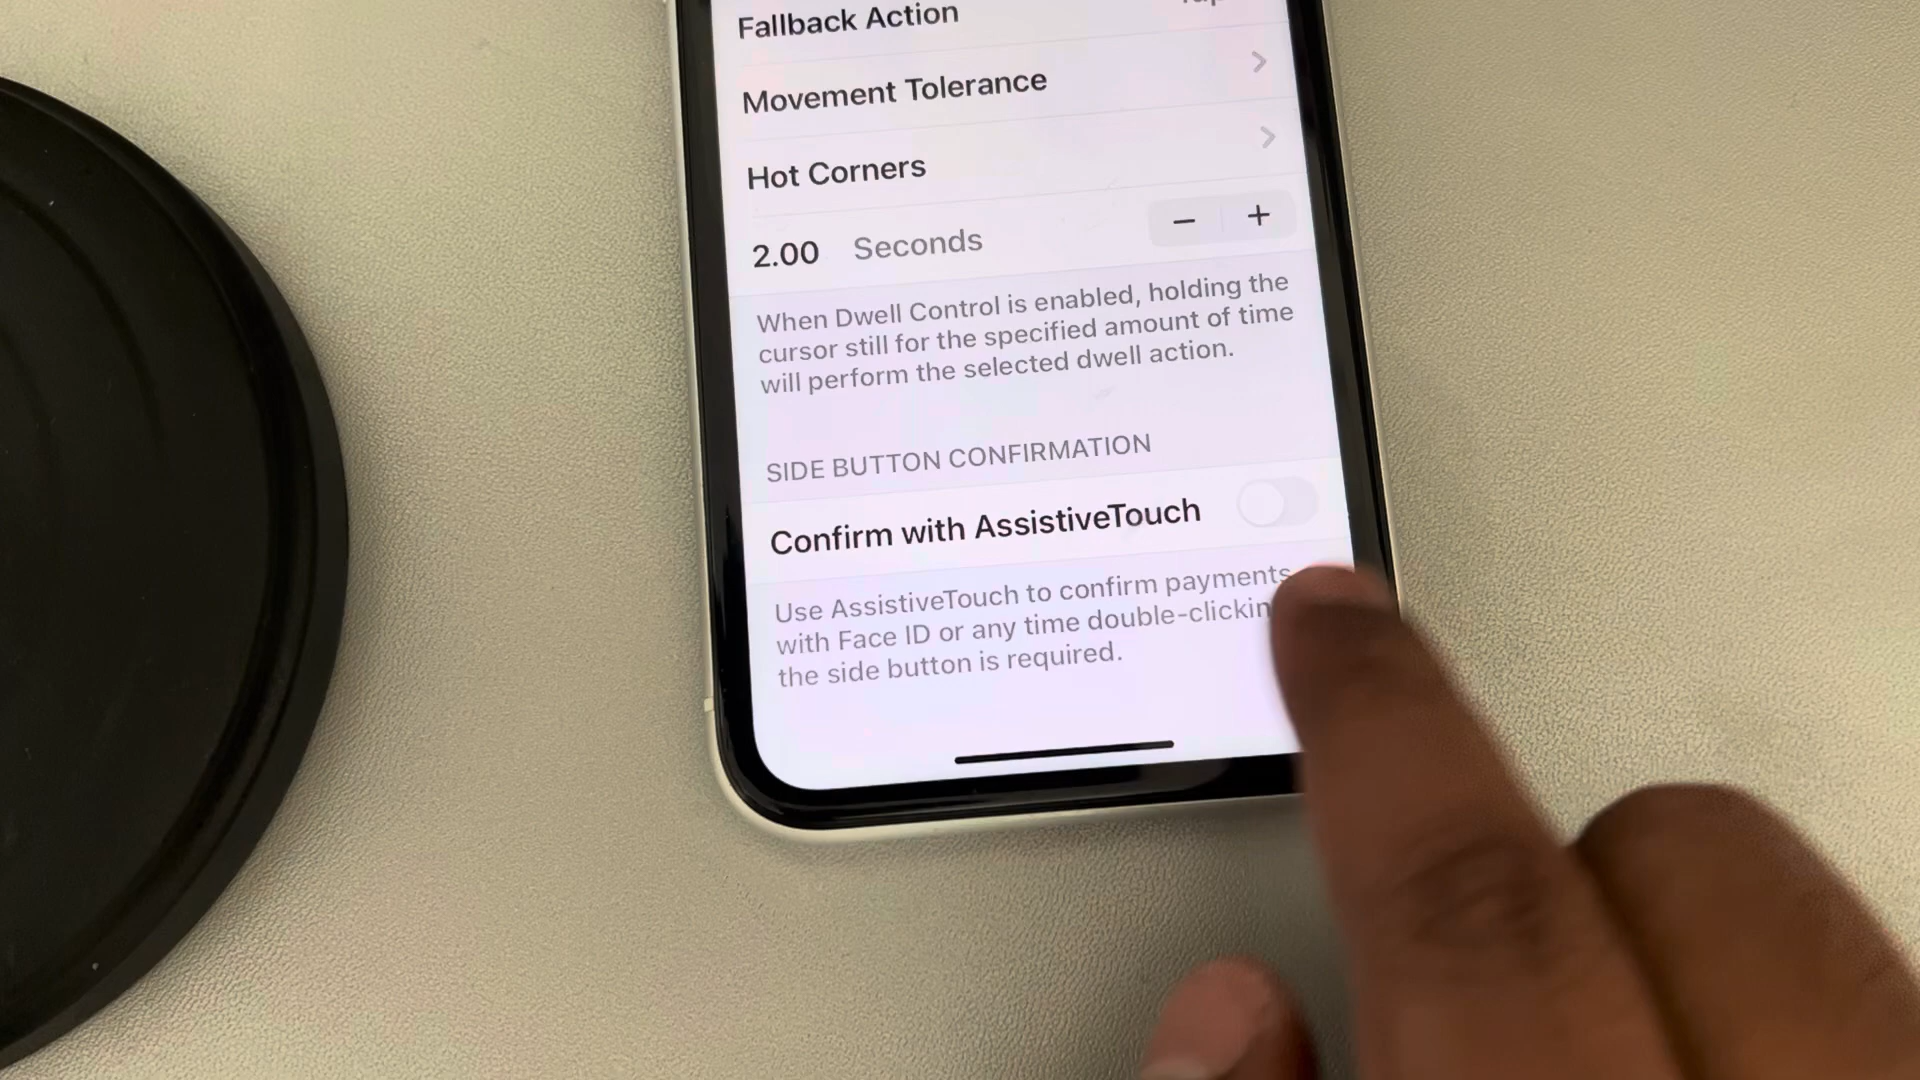 Fallback Action
Movement Tolerance
Hot Corners
2.00 Seconds − +
When Dwell Control is enabled, holding the
cursor still for the specified amount of time
will perform the selected dwell action.
SIDE BUTTON CONFIRMATION
Confirm with AssistiveTouch
Use AssistiveTouch to confirm payments
with Face ID or any time
the side button is required.